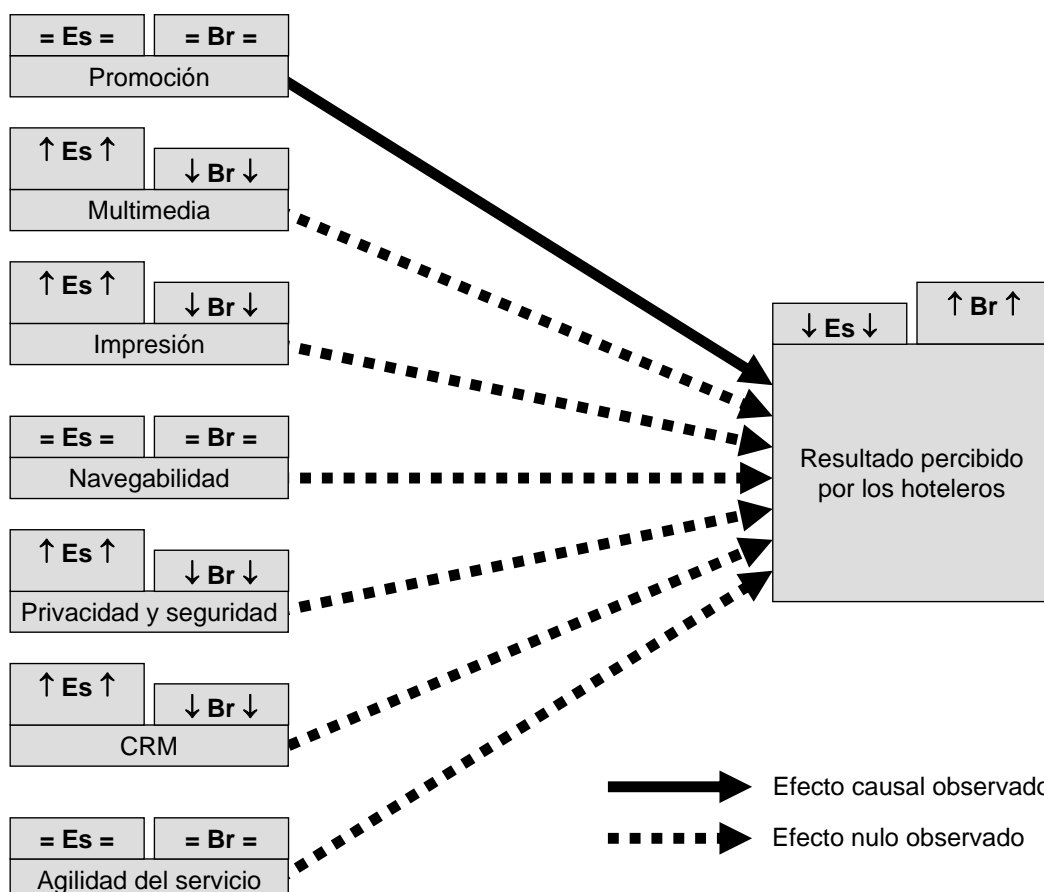 = Es =
= Br =
Promoción
↑ Es ↑
↓ Br ↓
Multimedia
↑ Es ↑
↓ Br ↓
Impresión
= Es =
= Br =
Navegabilidad
↑ Es ↑
↓ Br ↓
Privacidad y seguridad
↑ Es ↑
↓ Br ↓
CRM
= Es =
= Br =
Agilidad del servicio
↓ Es ↓
↑ Br ↑
Resultado percibido
por los hoteleros
Efecto causal observado
Efecto nulo observado